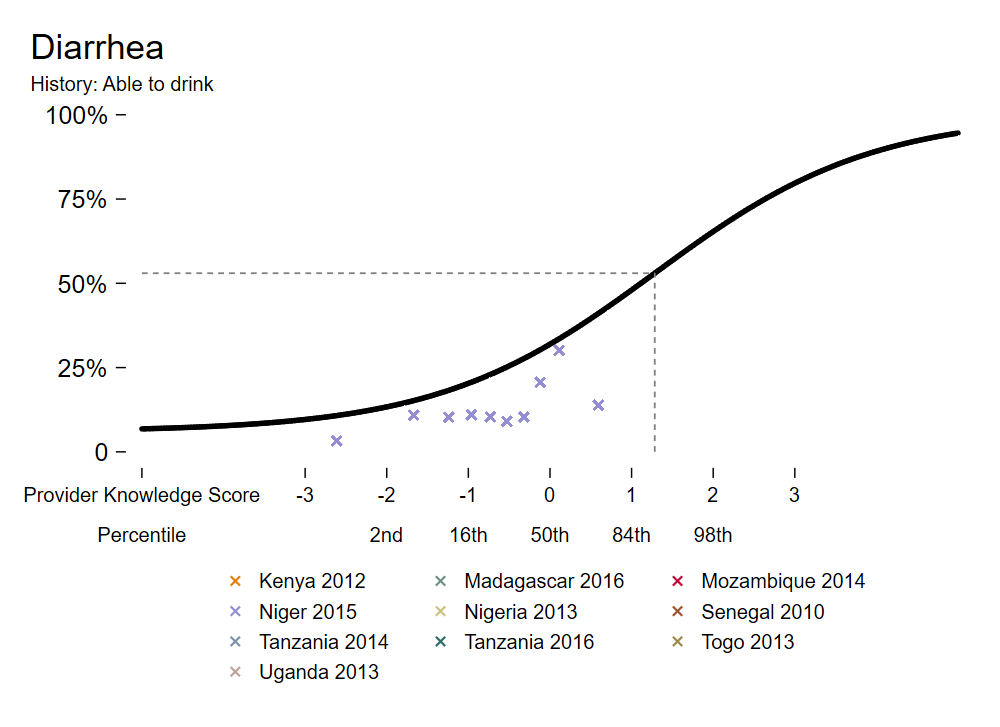 Diarrhea
History: Able to drink
100%
75%
50%
25%
0
Provider Knowledge Score -3 -2 -1 0 1 2 3
Percentile 2nd 16th 50th 84th 98th
Kenya 2012 Madagascar 2016 Mozambique 2014
Niger 2015 Nigeria 2013 Senegal 2010
Tanzania 2014 Tanzania 2016 Togo 2013
Uganda 2013